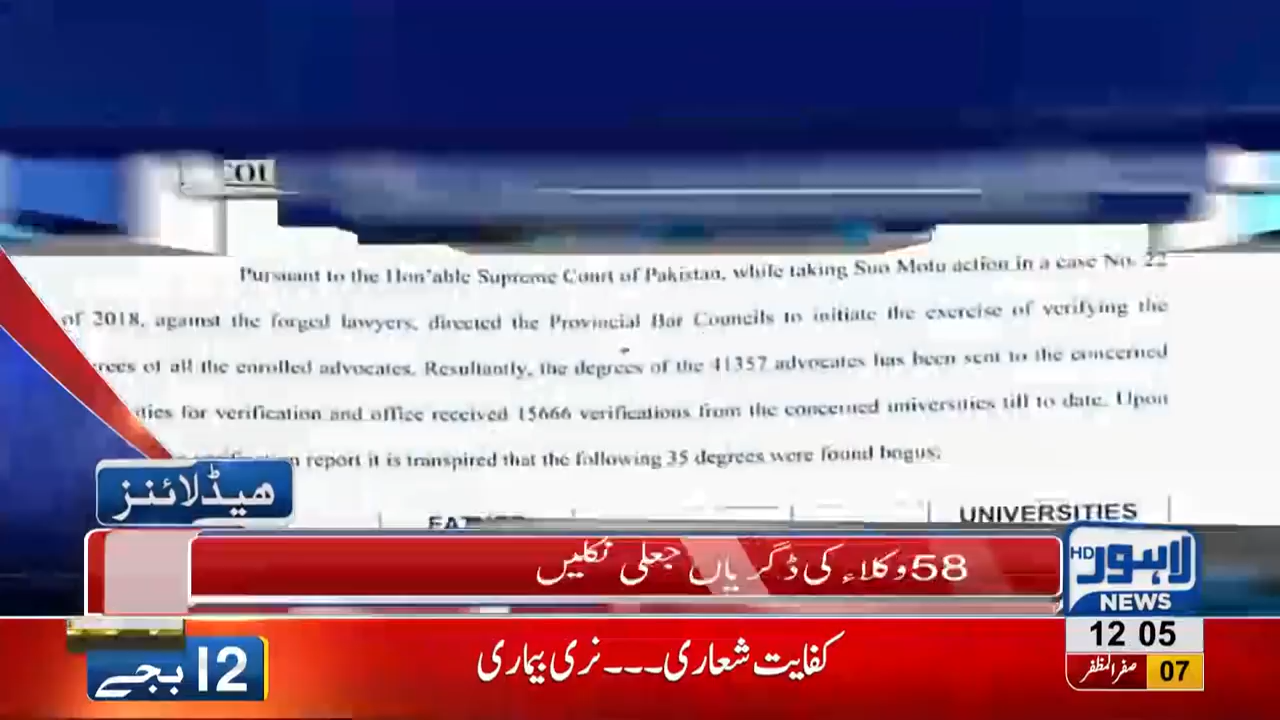 Pursuant to the Hon'able Supreme Court of Pakistan, while taking Suo Motu action in a case No. 22
of 2018, against the forged lawyers, directed the Provincial Bar Councils to initiate the exercise of verifying the
of all the enrolled advocates. Resultantly, the degrees of the 41357 advocates has been sent to the concerned
for verification and office received 15666 verifications from the concerned universities till to date. Upon
report it is transpired that the following 35 degrees were found bogus:
UNIVERSITIES
ھیڈلائنز
58 وکلاء کی ڈگریاں جعلی نکلیں
HD لاہور
NEWS
12 05
07 صفر المظفر
12 بجے
کفایت شعاری۔۔۔نری بیماری